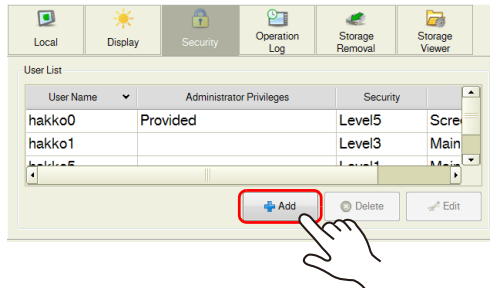 Local Display Security Operation Log Storage Removal Storage Viewer
User List
User Name Administrator Privileges Security
hakko0 Provided Level5 Scre
hakko1 Level3 Main
Add Delete Edit